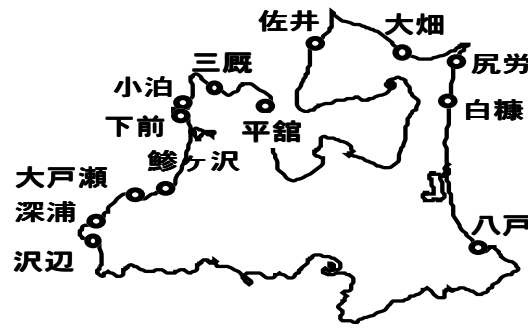 佐井
大畑
三厩
尻労
小泊
白糠
下前
平舘
鰺ヶ沢
大戸瀬
深浦
八戸
沢辺